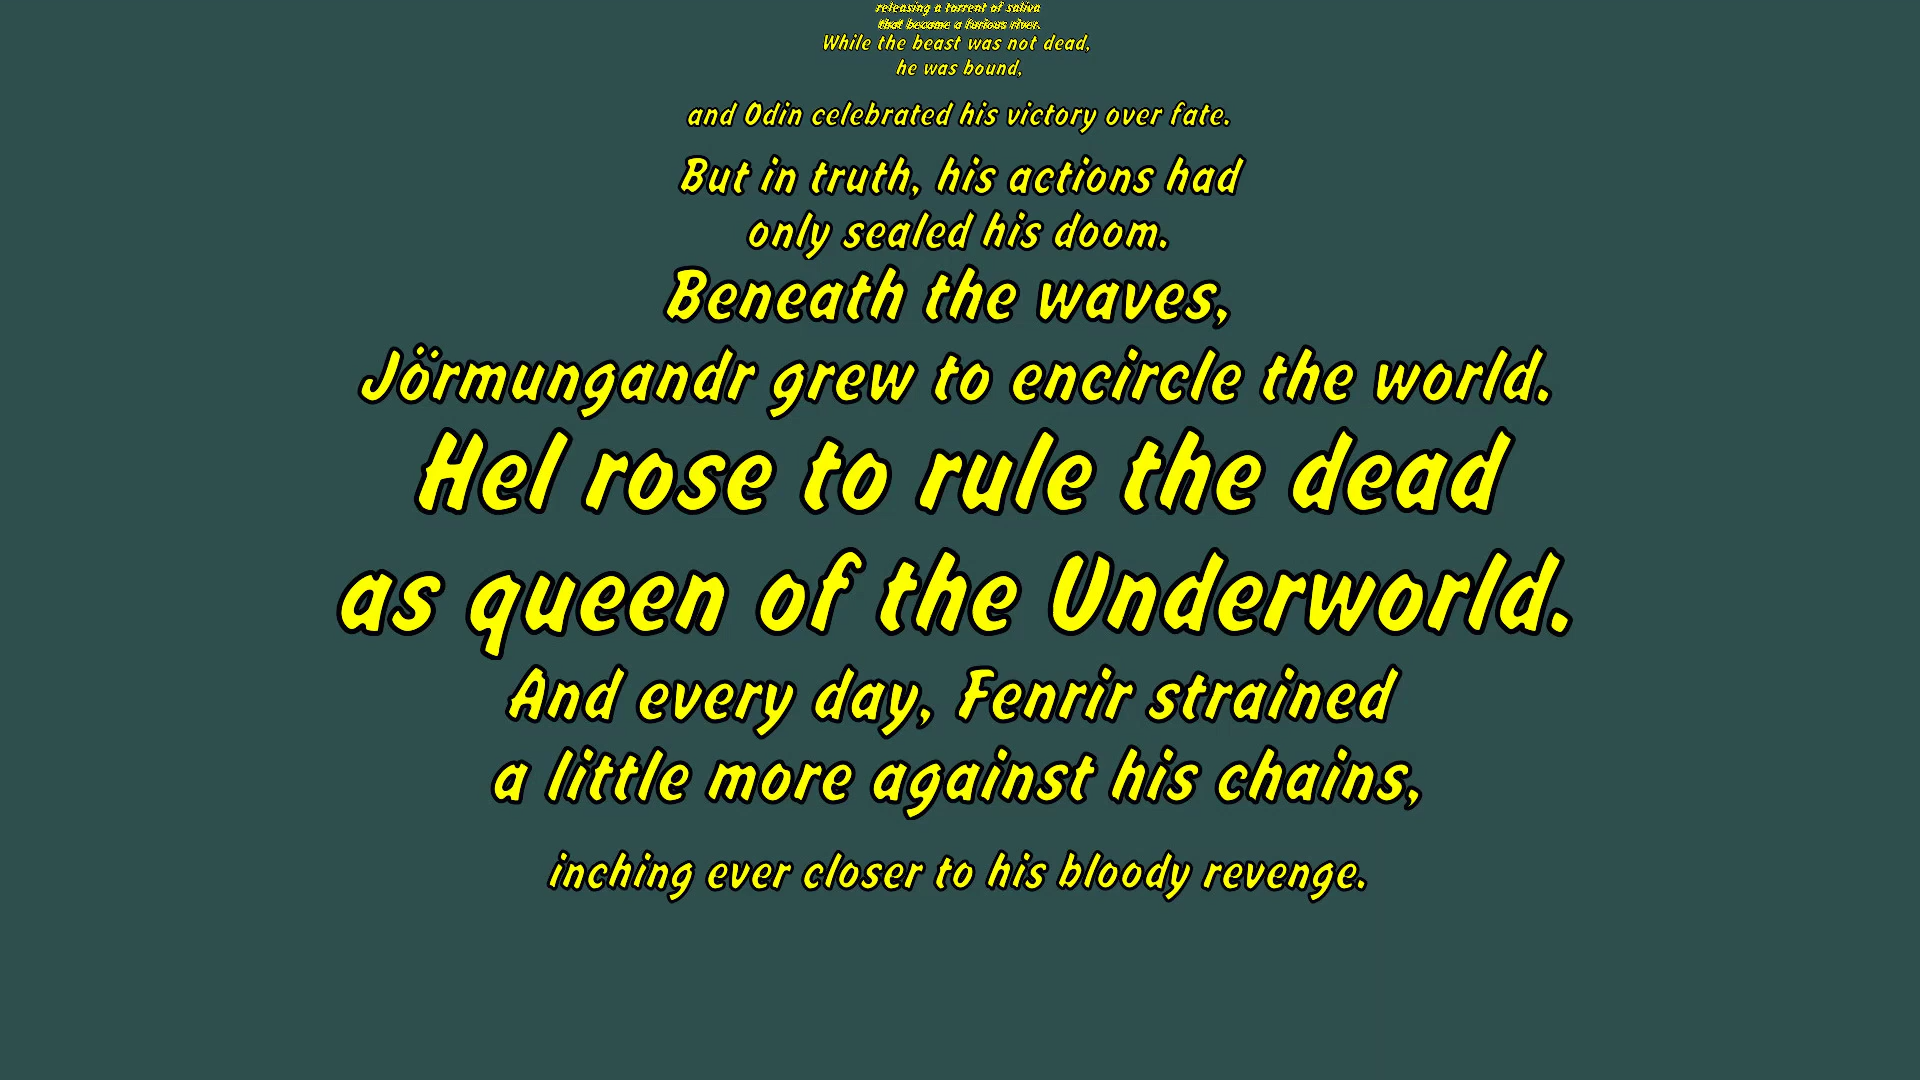 releasing a torrent of saliva
that became a furious river.
While the beast was not dead,
he was bound,
and Odin celebrated his victory over fate.
But in truth, his actions had
only sealed his doom.
Beneath the waves,
Jörmungandr grew to encircle the world.
Hel rose to rule the dead
as queen of the Underworld.
And every day, Fenrir strained
a little more against his chains,
inching ever closer to his bloody revenge.